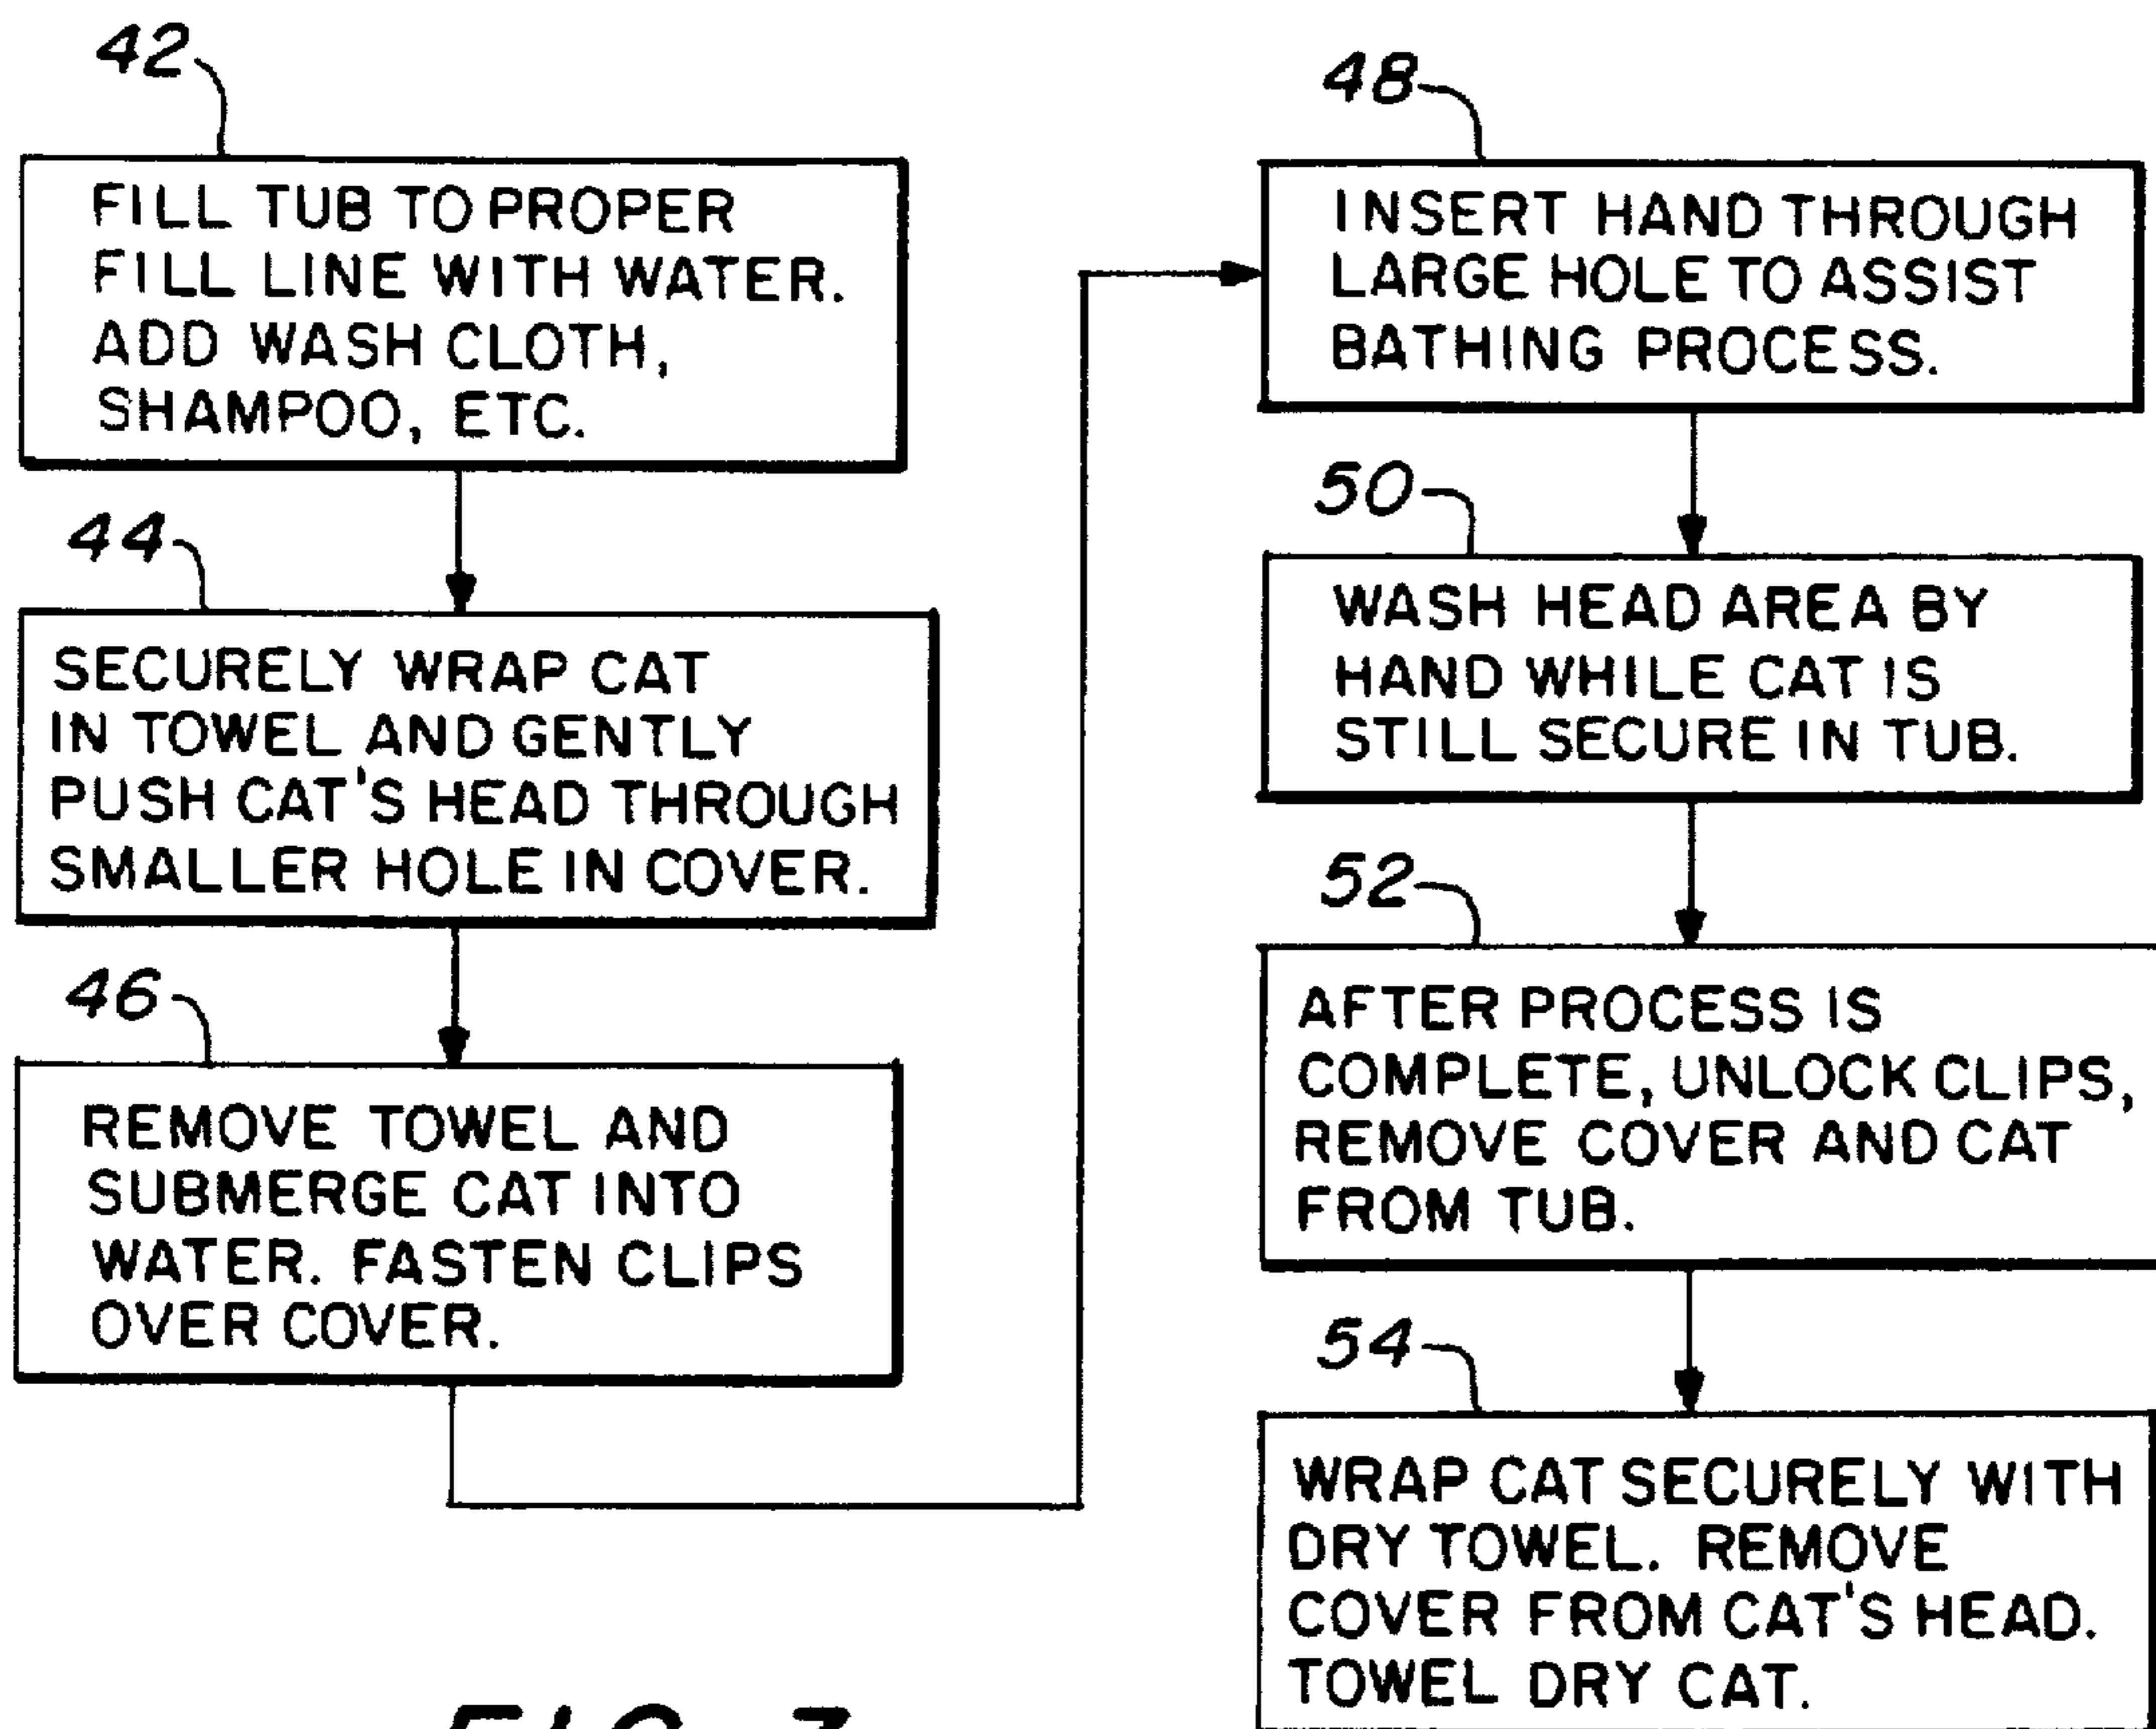 42
FILL TUB TO PROPER
FILL LINE WITH WATER.
ADD WASH CLOTH,
SHAMPOO, ETC.
44
SECURELY WRAP CAT
IN TOWEL AND GENTLY
PUSH CAT'S HEAD THROUGH
SMALLER HOLE IN COVER.
46
REMOVE TOWEL AND
SUBMERGE CAT INTO
WATER. FASTEN CLIPS
OVER COVER.
48
INSERT HAND THROUGH
LARGE HOLE TO ASSIST
BATHING PROCESS.
50
WASH HEAD AREA BY
HAND WHILE CAT IS
STILL SECURE IN TUB.
52
AFTER PROCESS IS
COMPLETE, UNLOCK CLIPS,
REMOVE COVER AND CAT
FROM TUB.
54
WRAP CAT SECURELY WITH
DRY TOWEL. REMOVE
COVER FROM CAT'S HEAD.
TOWEL DRY CAT.